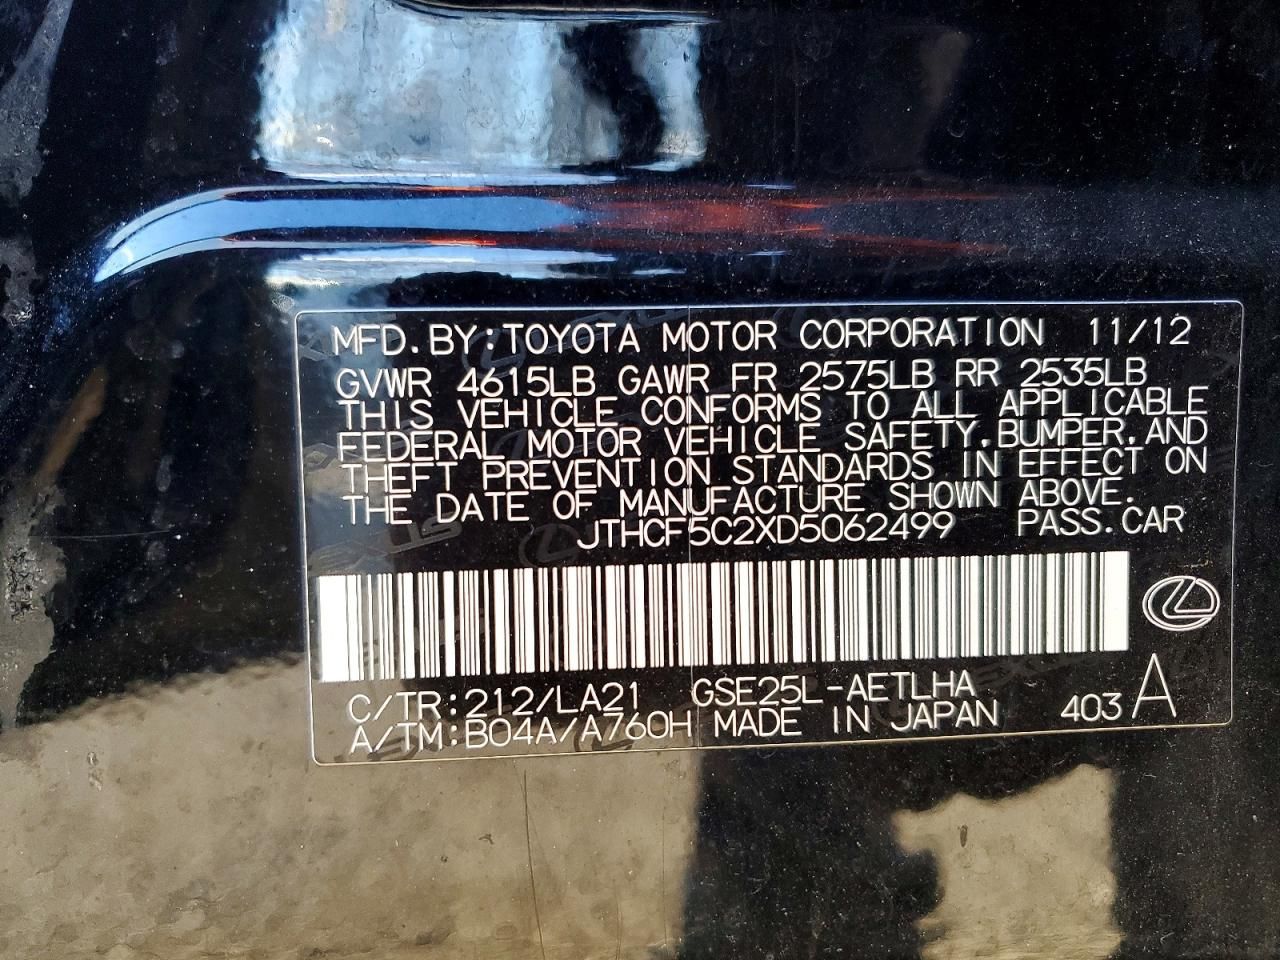 MFD.BY:TOYOTA MOTOR CORPORATION 11/12
GVWR 4615LB GAWR FR 2575LB RR 2535LB
THIS VEHICLE CONFORMS TO ALL APPLICABLE
FEDERAL MOTOR VEHICLE SAFETY,BUMPER,AND
THEFT PREVENTION STANDARDS IN EFFECT ON
THE DATE OF MANUFACTURE SHOWN ABOVE.
JTHCF5C2XD5062499 PASS.CAR
C/TR:212/LA21 GSE25L-AETLHA
A/TM:B04A/A760H MADE IN JAPAN 403 A